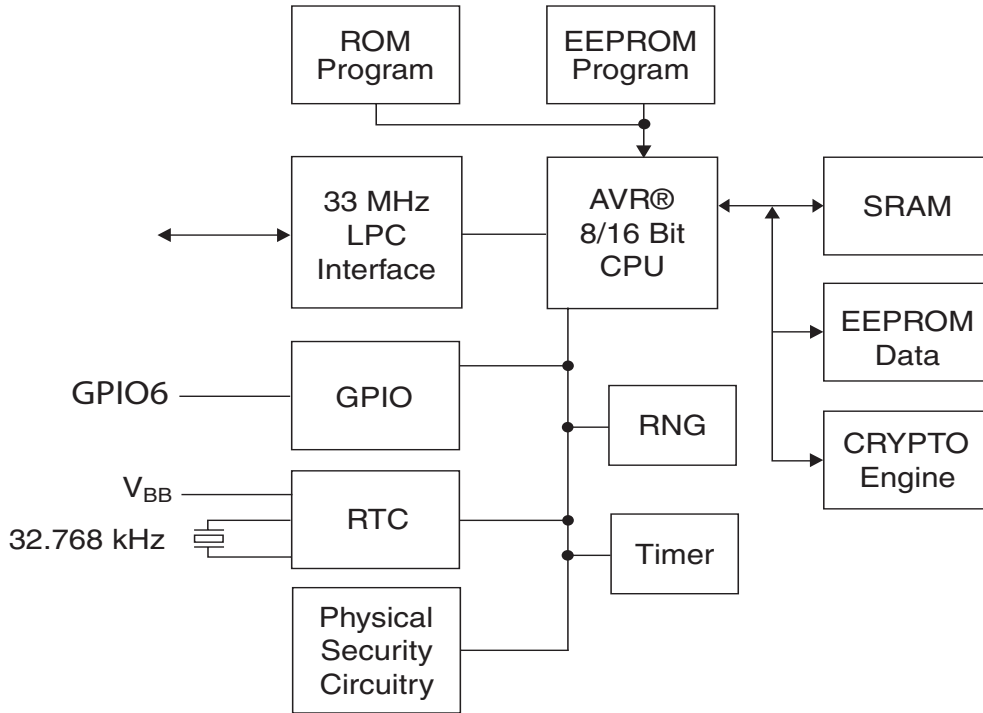 ROM
Program
EEPROM
Program
33 MHz
LPC
Interface
AVR®
8/16 Bit
CPU
SRAM
EEPROM
Data
GPIO6
GPIO
RNG
CRYPTO
Engine
VBB
32.768 kHz
RTC
Timer
Physical
Security
Circuitry